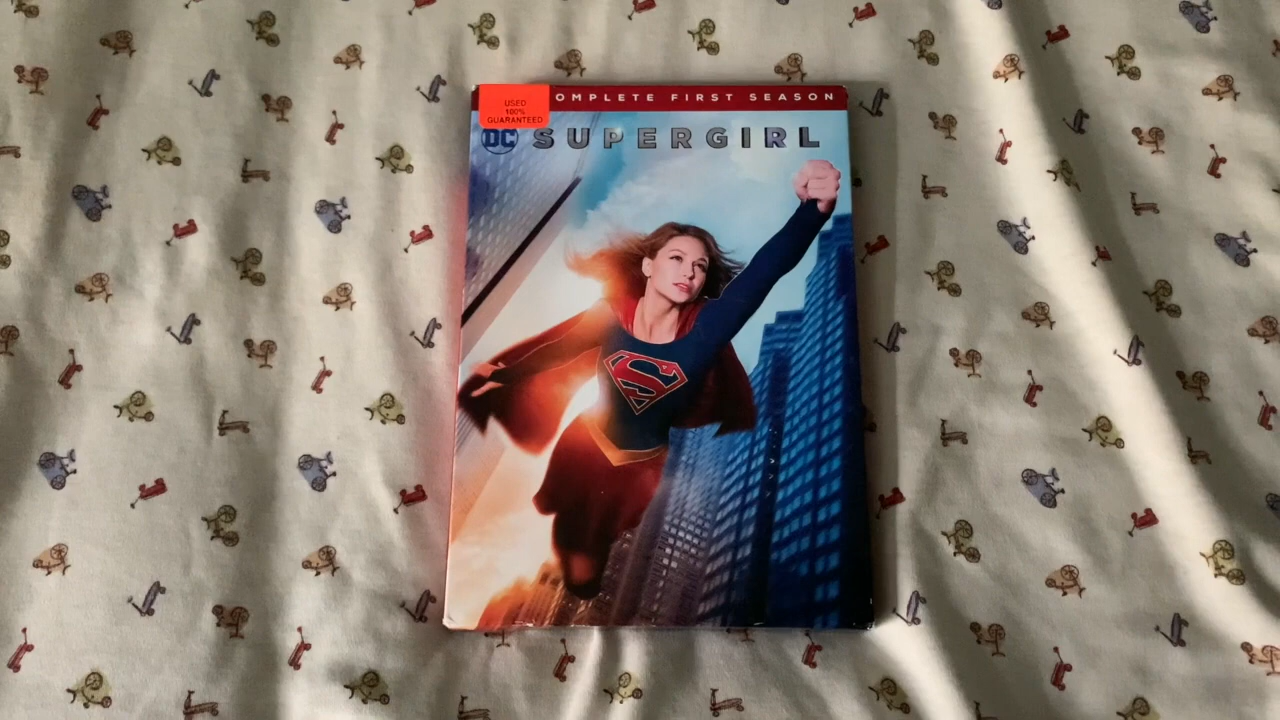 USED
100%
GUARANTEED
OMPLETE FIRST SEASON
DC SUPERGIRL
S